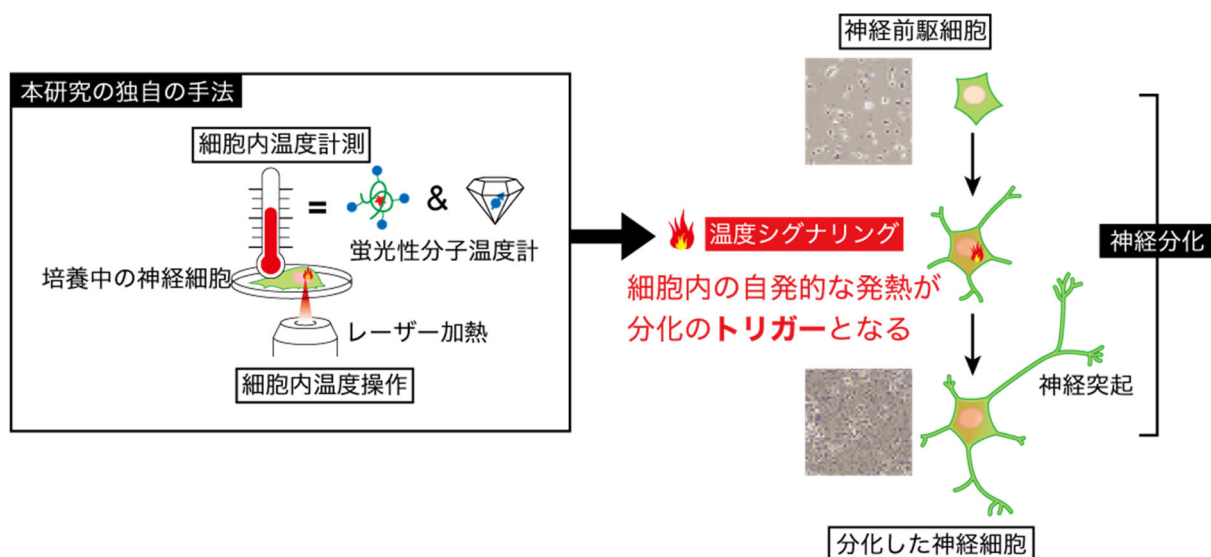 本研究の独自の手法
細胞内温度計測
=
&
蛍光性分子温度計
培養中の神経細胞
レーザー加熱
細胞内温度操作
神経前駆細胞
温度シグナリング
細胞内の自発的な発熱が
分化のトリガーとなる
神経分化
神経突起
分化した神経細胞